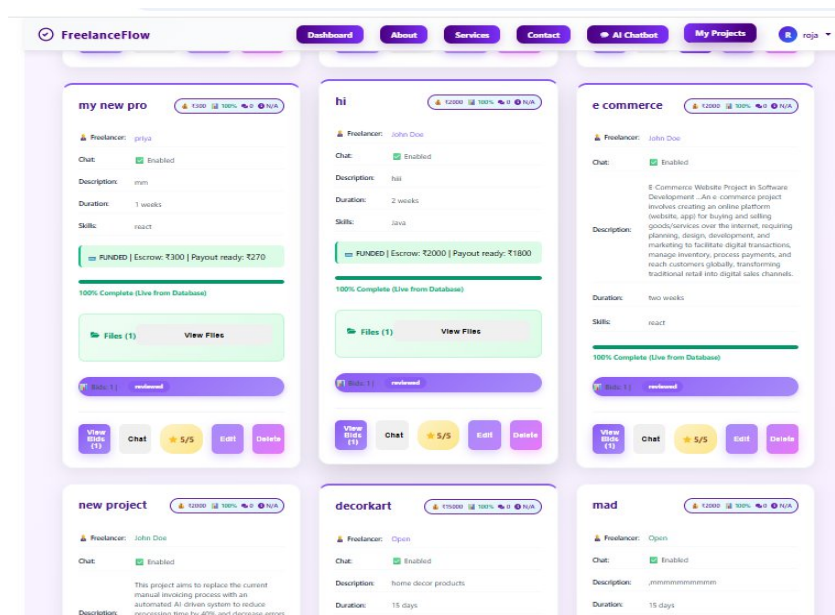 FreelanceFlow
Dashboard
About
Services
Contact
AI Chatbot
My Projects
R roja
my new pro
₹300 100% 0 N/A
Freelancer: priya
Chat: Enabled
Description: mm
Duration: 1 weeks
Skills: react
FUNDED | Escrow: ₹300 | Payout ready: ₹270
100% Complete (Live from Database)
Files (1) View Files
Bids: 1 | reviewed
View
Bids
(1)
Chat
5/5
Edit
Delete
hi
₹2000 100% 0 N/A
Freelancer: John Doe
Chat: Enabled
Description: hiii
Duration: 2 weeks
Skills: Java
FUNDED | Escrow: ₹2000 | Payout ready: ₹1800
100% Complete (Live from Database)
Files (1) View Files
Bids: 1 | reviewed
View
Bids
(1)
Chat
5/5
Edit
Delete
e commerce
₹2000 100% 0 N/A
Freelancer: John Doe
Chat: Enabled
Description:
E-Commerce Website Project in Software
Development ...An e-commerce project
involves creating an online platform
(website, app) for buying and selling
goods/services over the internet, requiring
planning, design, development, and
marketing to facilitate digital transactions,
manage inventory, process payments, and
reach customers globally, transforming
traditional retail into digital sales channels.
Duration: two weeks
Skills: react
100% Complete (Live from Database)
Bids: 1 | reviewed
View
Bids
(1)
Chat
5/5
Edit
Delete
new project
₹2000 100% 0 N/A
Freelancer: John Doe
Chat: Enabled
Description:
This project aims to replace the current
manual invoicing process with an
automated AI-driven system to reduce
processing time by 40% and decrease errors
decorkart
₹15000 100% 0 N/A
Freelancer: Open
Chat: Enabled
Description: home decor products
Duration: 15 days
mad
₹2000 100% 0 N/A
Freelancer: Open
Chat: Enabled
Description: ,mmmmmmmmmm
Duration: 15 days